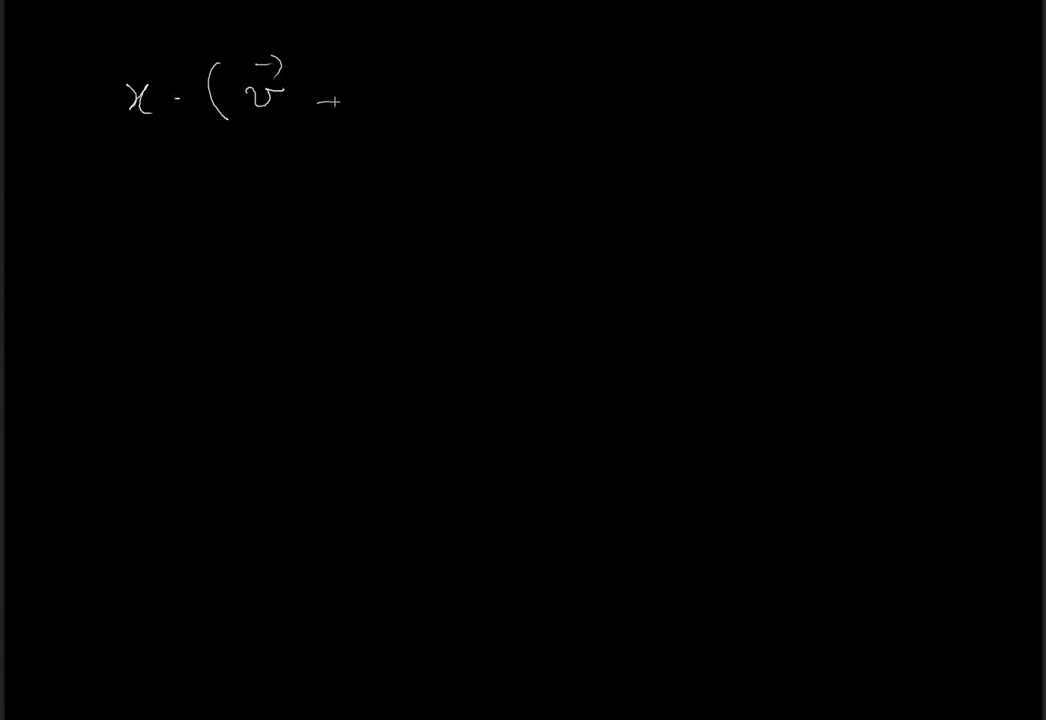 x · ( v⃗ +